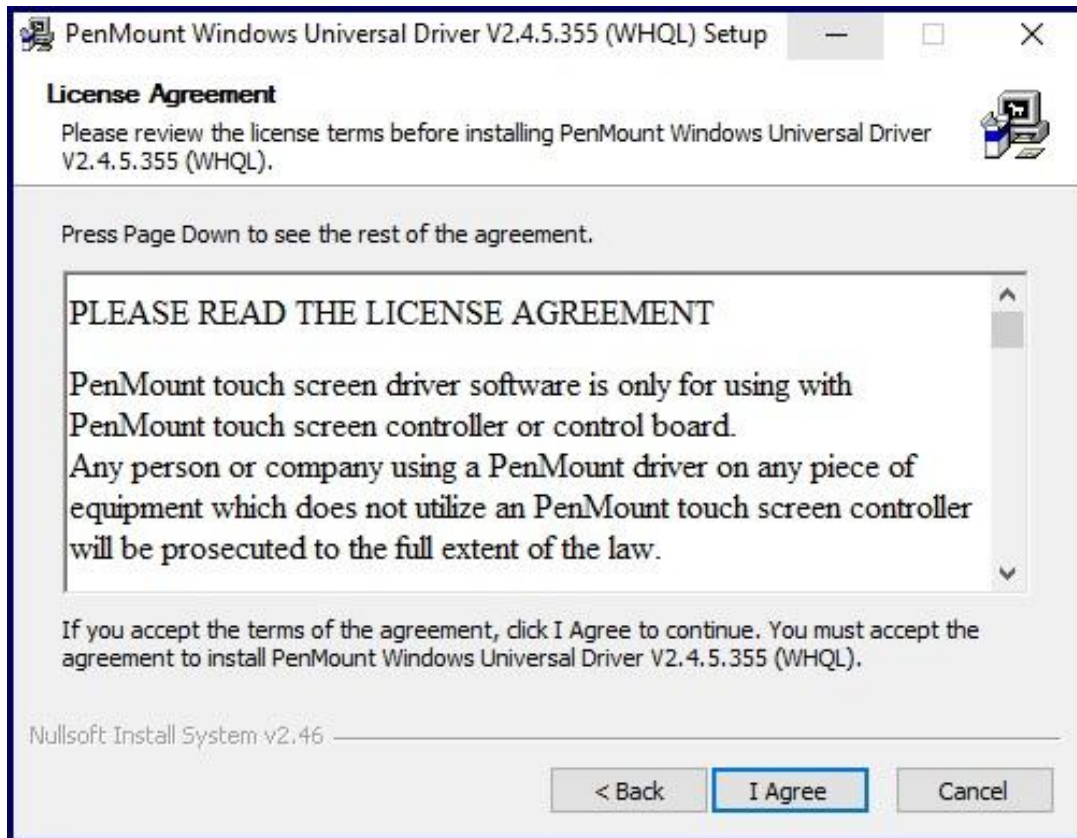 PenMount Windows Universal Driver V2.4.5.355 (WHQL) Setup
License Agreement
Please review the license terms before installing PenMount Windows Universal Driver
V2.4.5.355 (WHQL).
Press Page Down to see the rest of the agreement.
PLEASE READ THE LICENSE AGREEMENT
PenMount touch screen driver software is only for using with
PenMount touch screen controller or control board.
Any person or company using a PenMount driver on any piece of
equipment which does not utilize an PenMount touch screen controller
will be prosecuted to the full extent of the law.
If you accept the terms of the agreement, click I Agree to continue. You must accept the
agreement to install PenMount Windows Universal Driver V2.4.5.355 (WHQL).
Nullsoft Install System v2.46
< Back
I Agree
Cancel